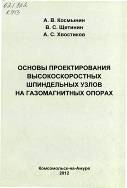 А. В. Космынин
В. С. Щетинин
А. С. Хвостиков
ОСНОВЫ ПРОЕКТИРОВАНИЯ
ВЫСОКОСКОРОСТНЫХ
ШПИНДЕЛЬНЫХ УЗЛОВ
НА ГАЗОМАГНИТНЫХ ОПОРАХ
Комсомольск-на-Амуре
2012